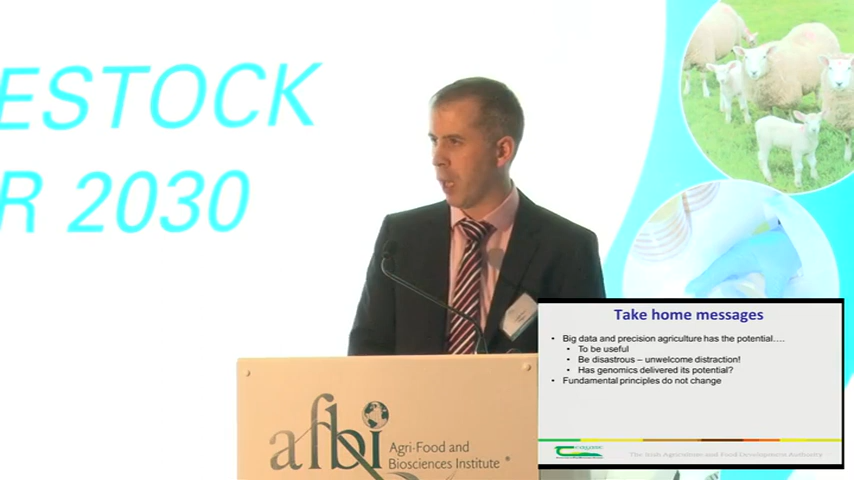 ESTOCK
R 2030
afbi
Agri-Food and
Biosciences Institute
Take home messages
• Big data and precision agriculture has the potential….
• To be useful
• Be disastrous – unwelcome distraction!
• Has genomics delivered its potential?
• Fundamental principles do not change
The Irish Agriculture and Food Development Authority